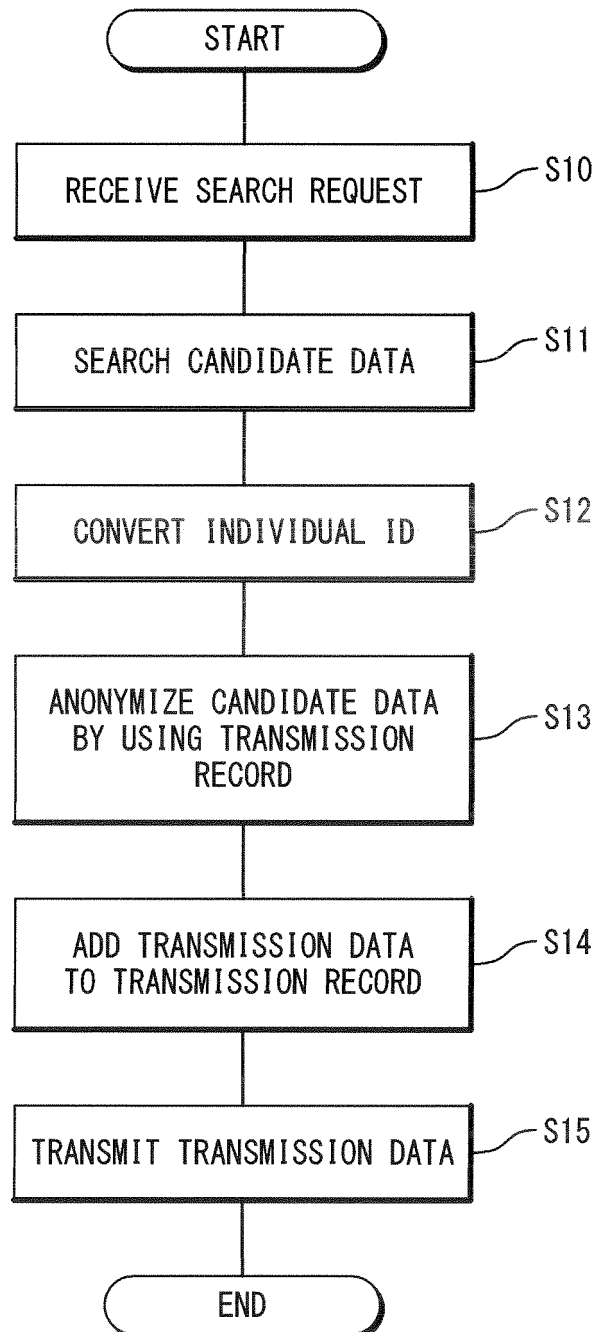 START
RECEIVE SEARCH REQUEST
S10
SEARCH CANDIDATE DATA
S11
CONVERT INDIVIDUAL ID
S12
ANONYMIZE CANDIDATE DATA
BY USING TRANSMISSION
RECORD
S13
ADD TRANSMISSION DATA
TO TRANSMISSION RECORD
S14
TRANSMIT TRANSMISSION DATA
S15
END